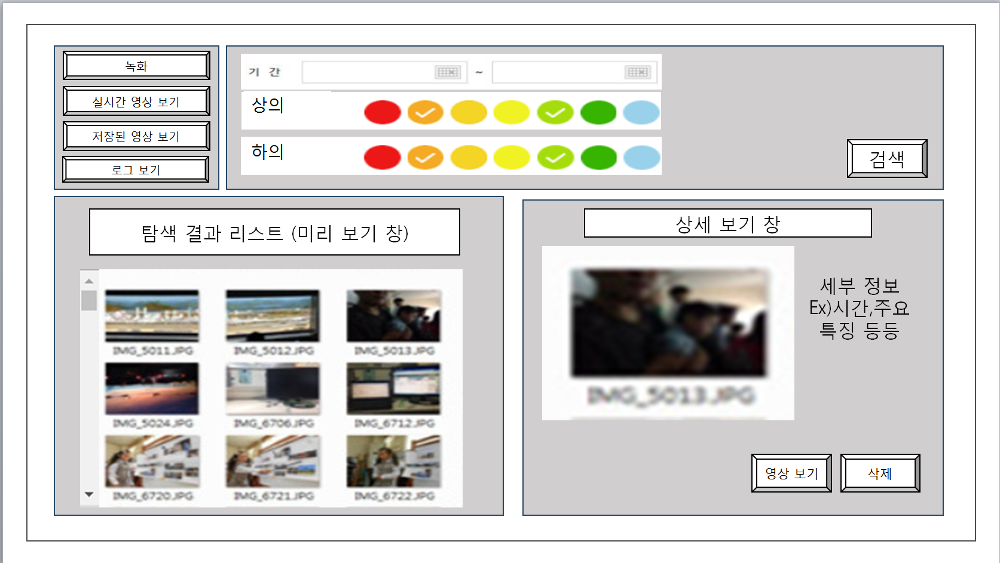 녹화
실시간 영상 보기
저장된 영상 보기
로그 보기
기 간 ~
상의
하의
검색
탐색 결과 리스트 (미리 보기 창)
IMG_5011.JPG IMG_5012.JPG IMG_5013.JPG
IMG_5024.JPG IMG_6706.JPG IMG_6712.JPG
IMG_6720.JPG IMG_6721.JPG IMG_6722.JPG
상세 보기 창
IMG_5013.JPG
세부 정보
Ex)시간,주요
특징 등등
영상 보기
삭제